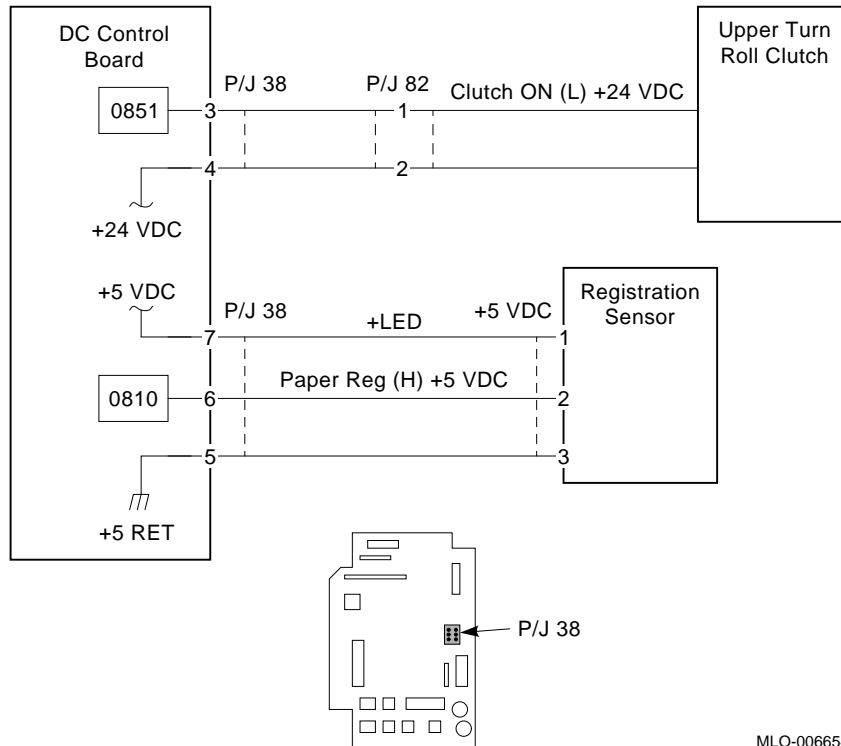 DC Control
Board
Upper Turn
Roll Clutch
P/J 38
P/J 82
Clutch ON (L) +24 VDC
0851
3
1
4
2
+24 VDC
+5 VDC
P/J 38
+LED
+5 VDC
Registration
Sensor
7
1
Paper Reg (H) +5 VDC
0810
6
2
5
3
+5 RET
P/J 38
MLO-00665